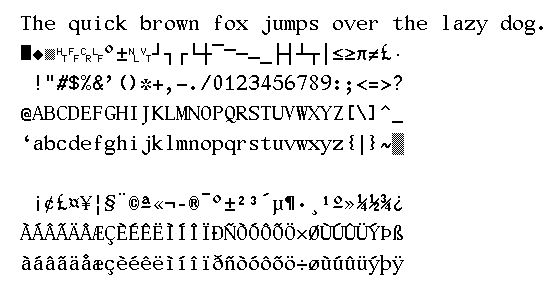 The quick brown fox jumps over the lazy dog.
█◆▒␉␌␍␊°±␤␋┘┐┌└┼⎺⎻─⎼⎽├┤┴┬│≤≥π≠£·
!"#$%&'()*+,-./0123456789:;<=>?
@ABCDEFGHIJKLMNOPQRSTUVWXYZ[\]^_
‘abcdefghijklmnopqrstuvwxyz{|}~▒
¡¢£¤¥¦§¨©ª«¬-®¯°±²³´µ¶·¸¹º»¼½¾¿
ÀÁÂÃÄÅÆÇÈÉÊËÌÍÎÏÐÑÒÓÔÕÖ×ØÙÚÛÜÝÞß
àáâãäåæçèéêëìíîïðñòóôõö÷øùúûüýþÿ